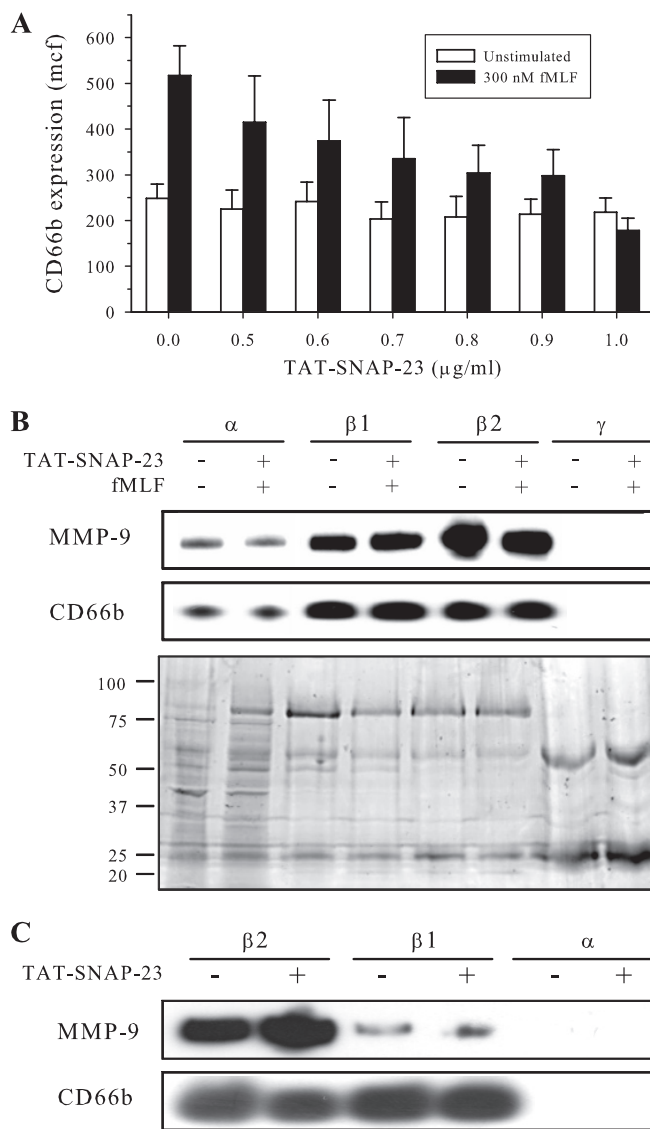 A
CD66b expression (mcf)
600
500
400
300
200
100
0
Unstimulated
300 nM fMLF
0.0 0.5 0.6 0.7 0.8 0.9 1.0
TAT-SNAP-23 (μg/ml)
B
α β1 β2 γ
TAT-SNAP-23 - + - + - + - +
fMLF - + - + - + - +
MMP-9
CD66b
100
75
50
37
25
20
C
β2 β1 α
TAT-SNAP-23 - + - + - +
MMP-9
CD66b